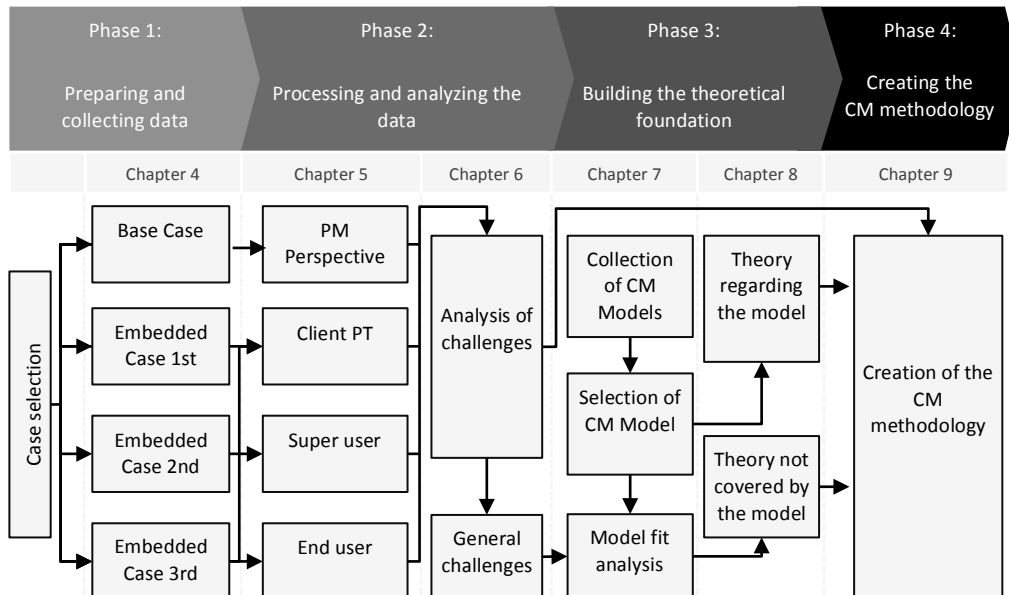 Phase 1:
Preparing and
collecting data
Phase 2:
Processing and analyzing the
data
Phase 3:
Building the theoretical
foundation
Phase 4:
Creating the
CM methodology
Chapter 4
Chapter 5
Chapter 6
Chapter 7
Chapter 8
Chapter 9
Case selection
Base Case
Embedded
Case 1st
Embedded
Case 2nd
Embedded
Case 3rd
PM
Perspective
Client PT
Super user
End user
Analysis of
challenges
General
challenges
Collection
of CM
Models
Selection of
CM Model
Model fit
analysis
Theory
regarding
the model
Theory not
covered by
the model
Creation of the
CM
methodology